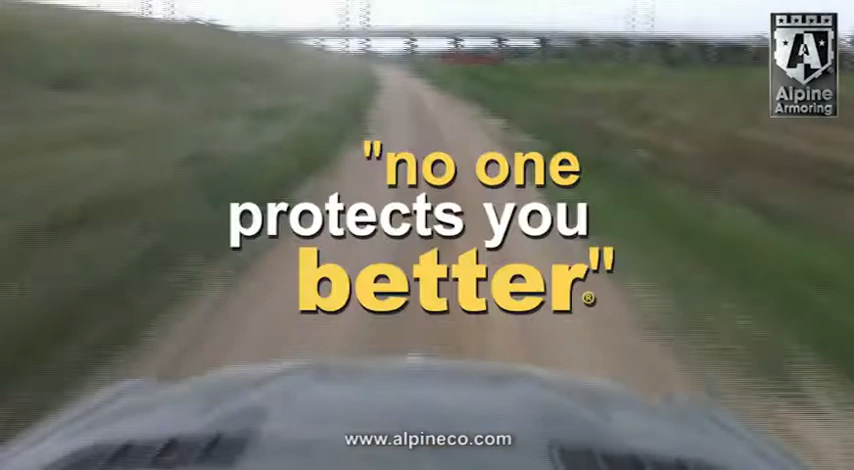 Alpine
Armoring
"no one
protects you
better"®
www.alpineco.com